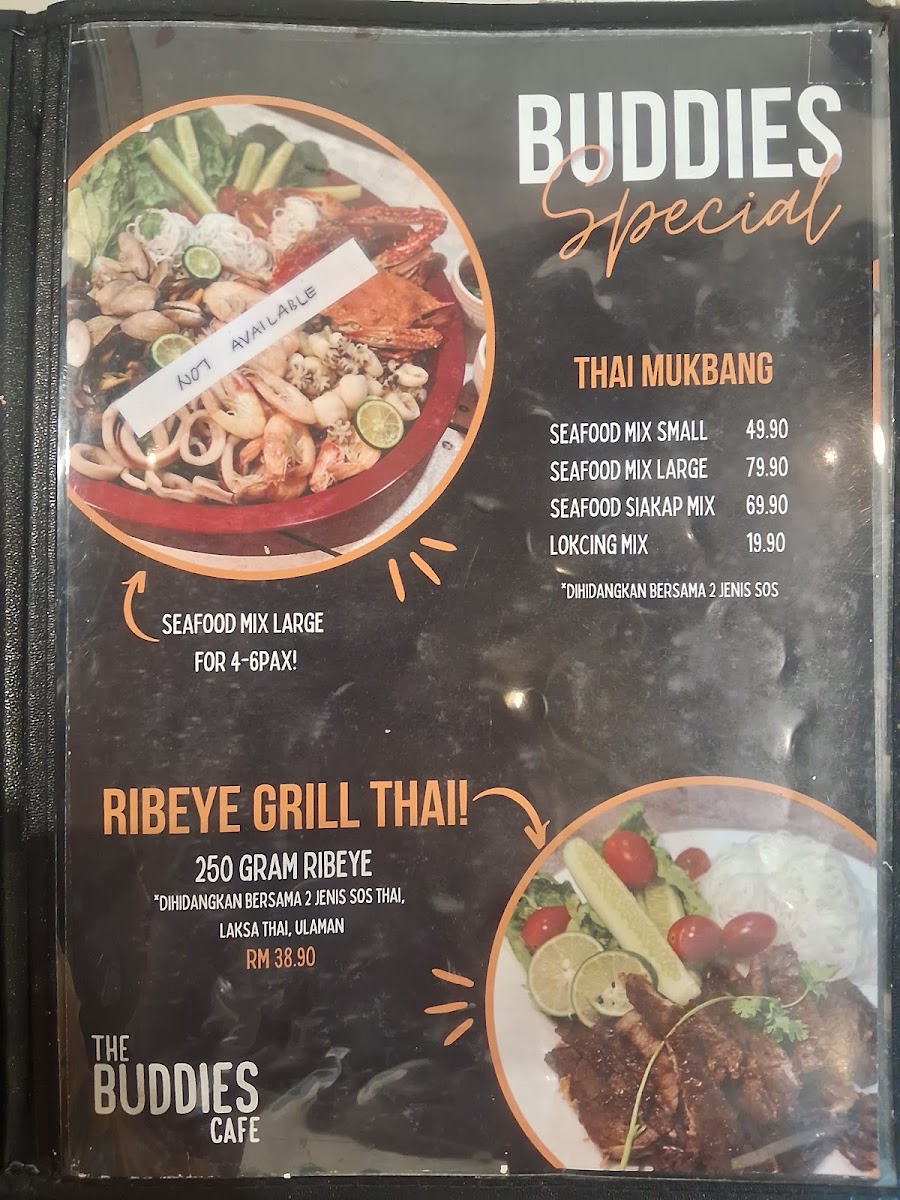 BUDDIES
Special
NOT AVAILABLE
THAI MUKBANG
SEAFOOD MIX SMALL 49.90
SEAFOOD MIX LARGE 79.90
SEAFOOD SIAKAP MIX 69.90
LOKCING MIX 19.90
*DIHIDANGKAN BERSAMA 2 JENIS SOS
SEAFOOD MIX LARGE
FOR 4-6PAX!
RIBEYE GRILL THAI!
250 GRAM RIBEYE
*DIHIDANGKAN BERSAMA 2 JENIS SOS THAI,
LAKSA THAI, ULAMAN
RM 38.90
THE
BUDDIES
CAFE